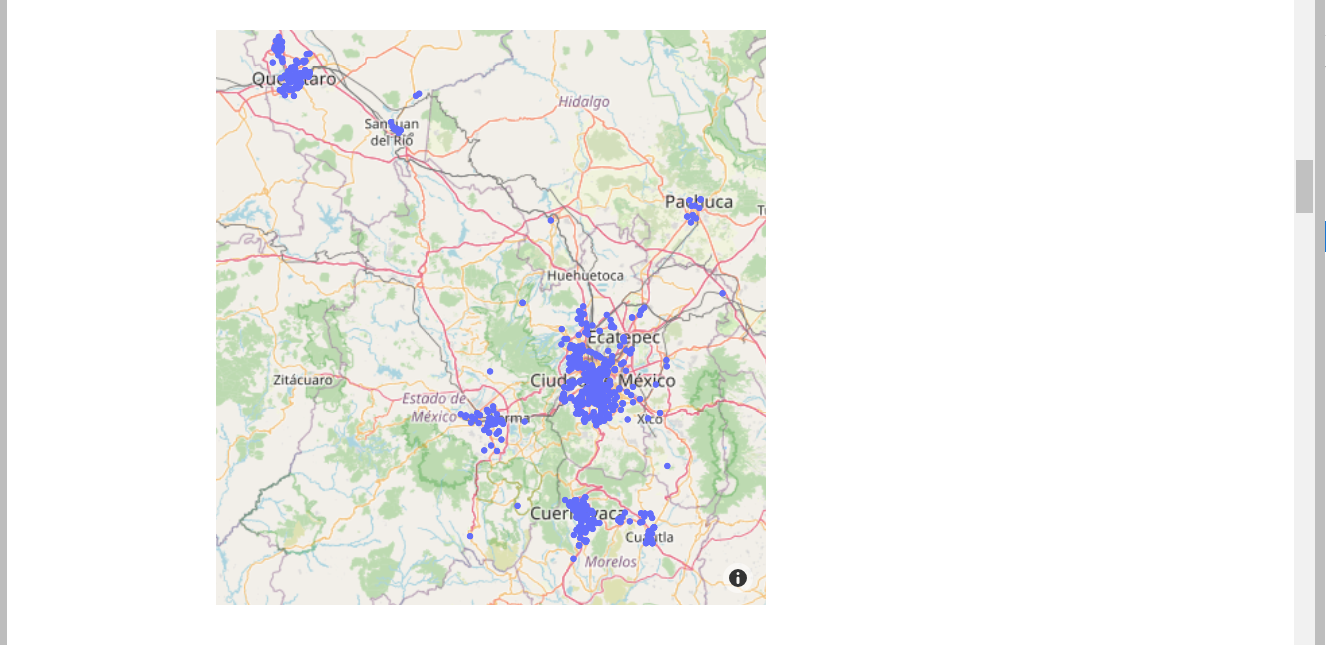 Querétaro
Hidalgo
San Juan
del Río
Pachuca
Huehuetoca
Ecatepec
Ciudad de México
Zitácuaro
Estado de
México
Lerma
Xico
Cuernavaca
Cuautla
Morelos